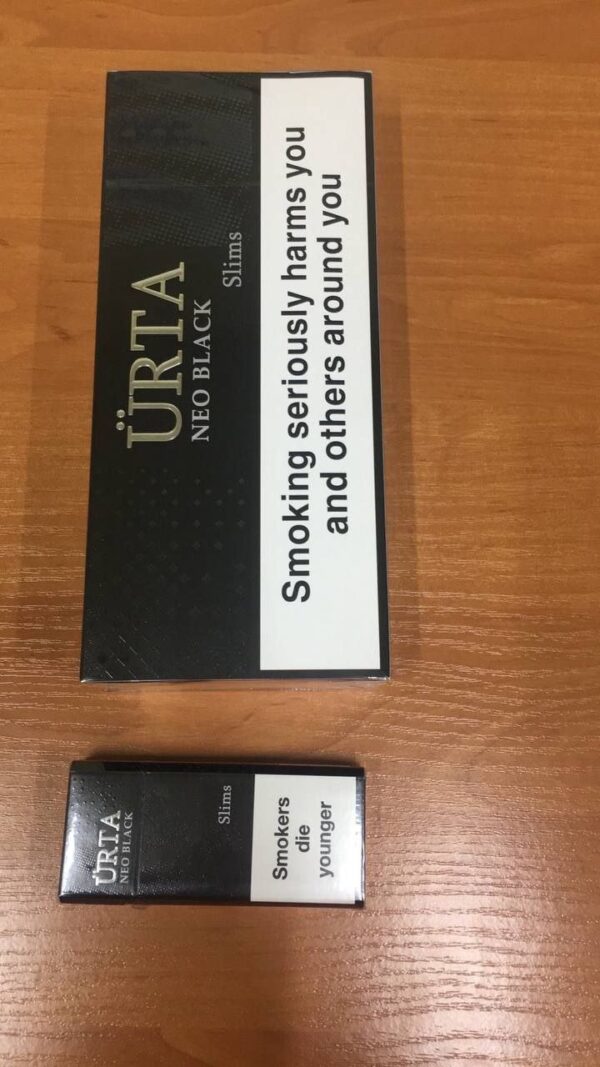 ÜRTA
NEO BLACK
Slims
Smoking seriously harms you
and others around you
ÜRTA
NEO BLACK
Slims
Smokers
die
younger